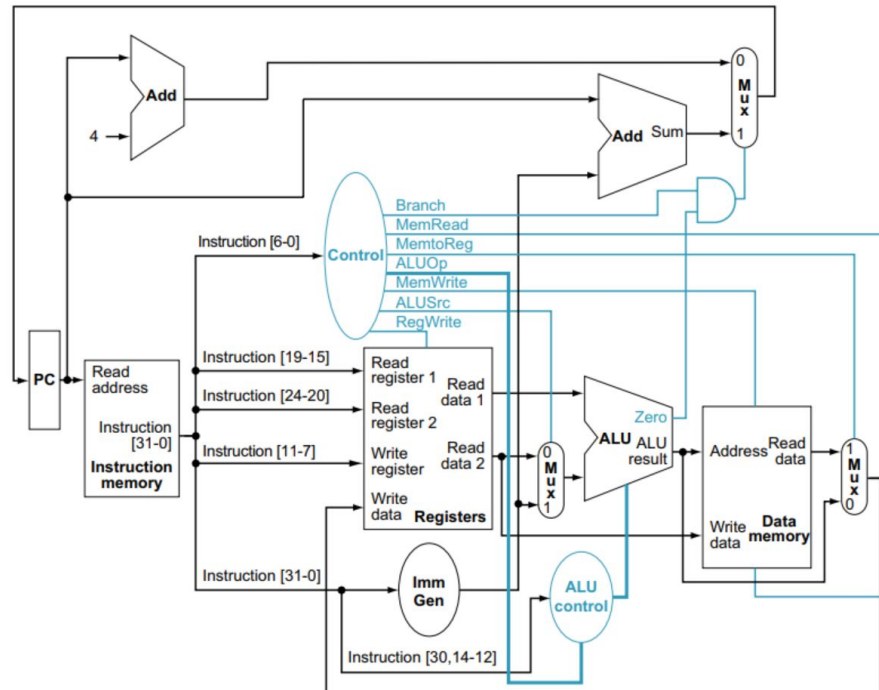 Add
4
Add Sum
0
Mux
1
Branch
MemRead
MemtoReg
ALUOp
MemWrite
ALUSrc
RegWrite
Control
Instruction [6-0]
PC
Read
address
Instruction
[31-0]
Instruction
memory
Instruction [19-15]
Instruction [24-20]
Instruction [11-7]
Instruction [31-0]
Instruction [30,14-12]
Read
register 1
Read
register 2
Write
register
Write
data
Read
data 1
Read
data 2
Registers
Imm
Gen
0
Mux
1
ALU
Zero
ALU
result
ALU
control
Address
Read
data
Write
data
Data
memory
1
Mux
0